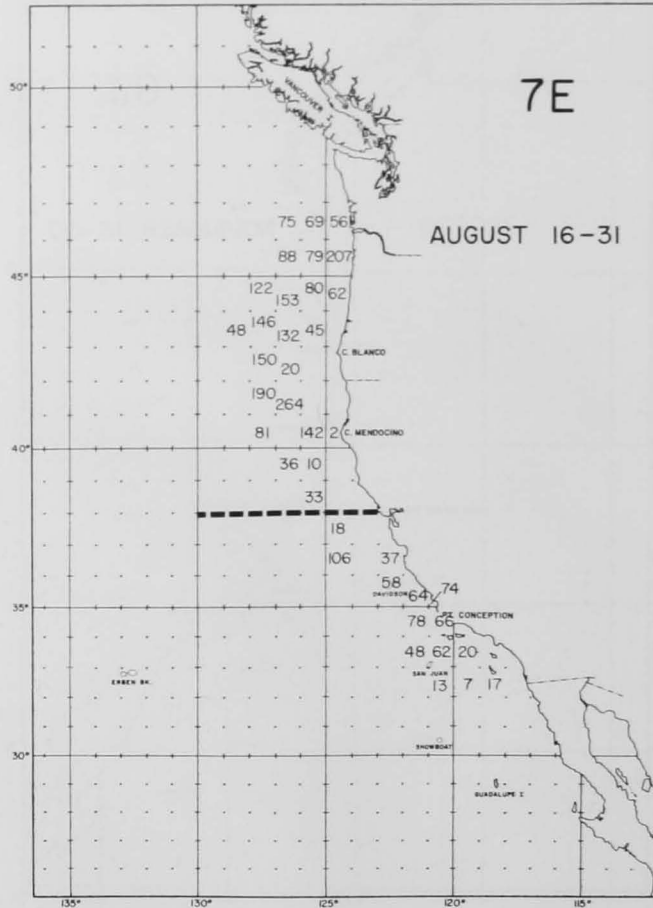 7E
50°
VANCOUVER I.
75 69 56
AUGUST 16-31
88 79 207
45°
122 80
153 62
146
48 132 45
C. BLANCO
150
20
190
264
81 142 2 C. MENDOCINO
40°
36 10
33
18
106 37
58
DAVIDSON 64 74
35°
PT. CONCEPTION
78 66
48 62 20
SAN JUAN
13 7 17
ERBEN BK.
SHOWBOAT
30°
GUADALUPE I.
135° 130° 125° 120° 115°